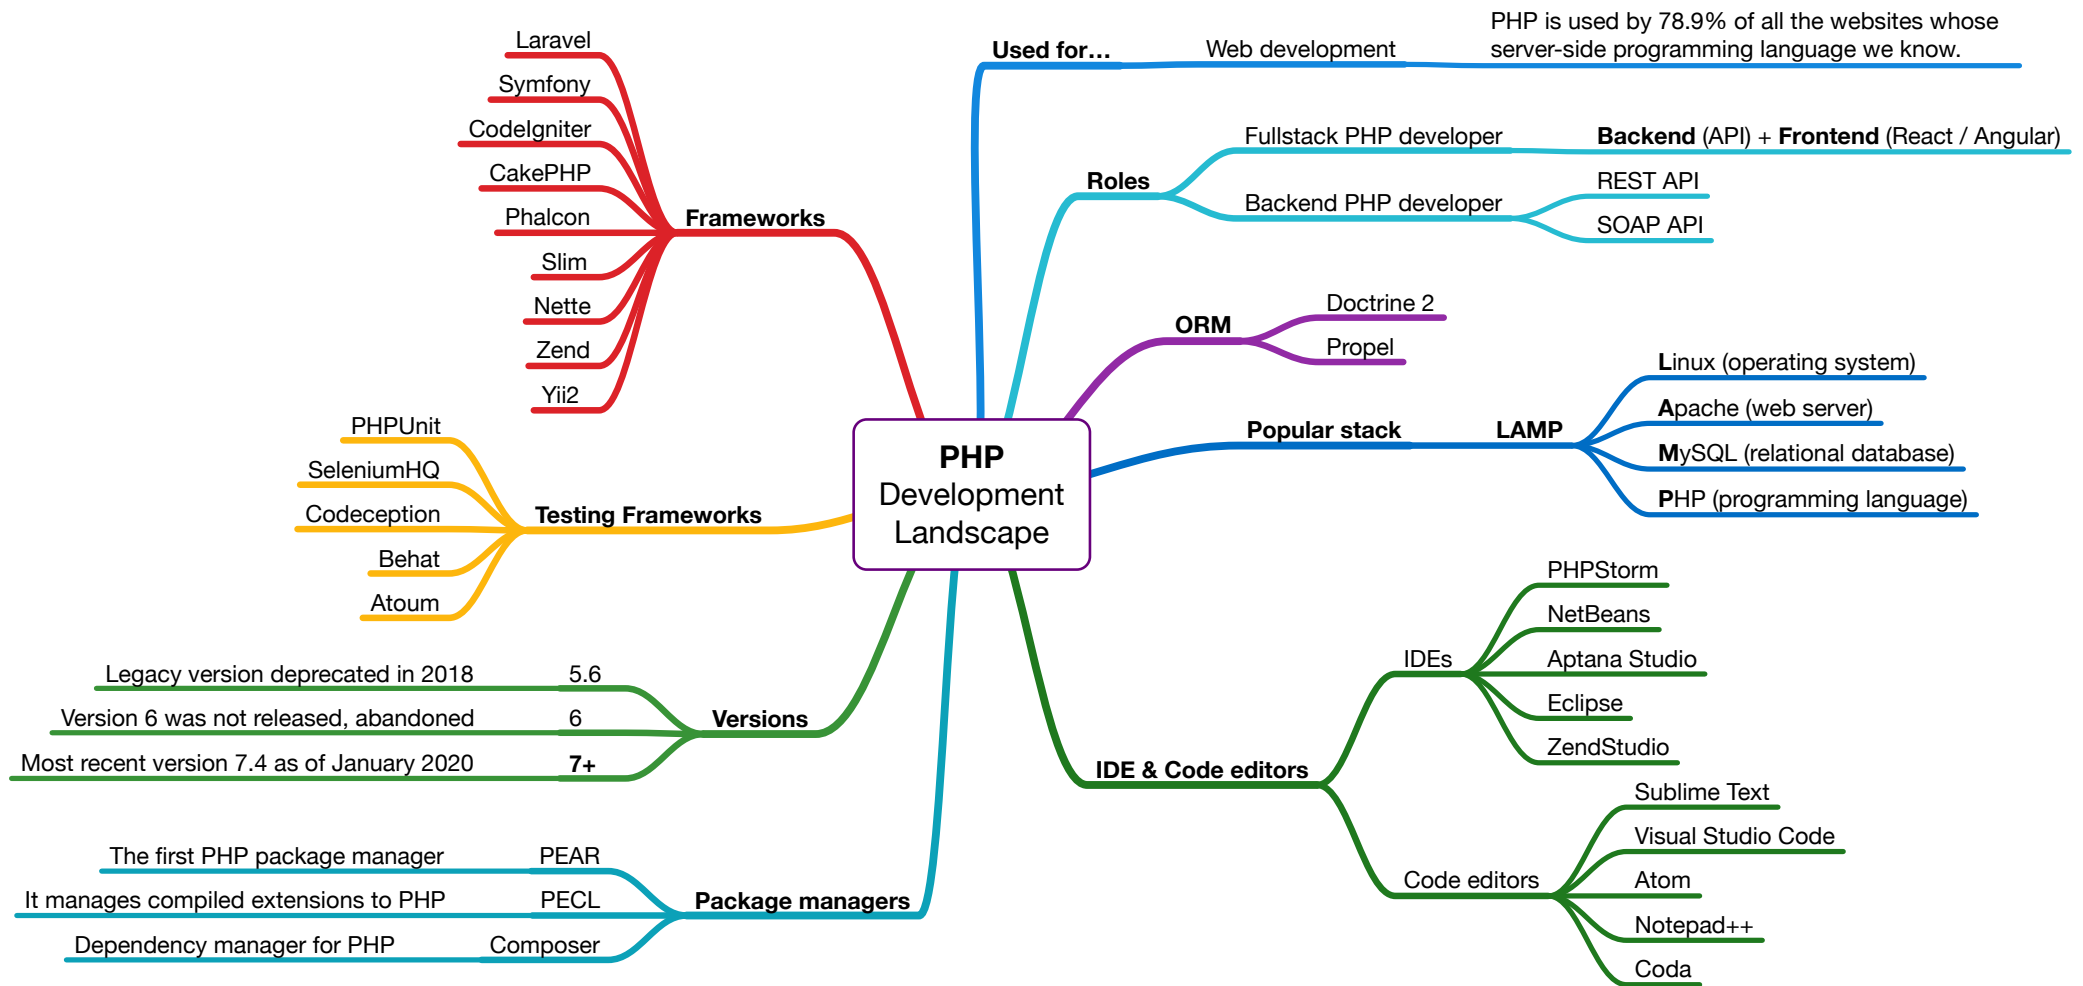 PHP
Development
Landscape
Used for...
Web development
PHP is used by 78.9% of all the websites whose
server-side programming language we know.
Roles
Fullstack PHP developer
Backend (API) + Frontend (React / Angular)
Backend PHP developer
REST API
SOAP API
ORM
Doctrine 2
Propel
Popular stack
LAMP
Linux (operating system)
Apache (web server)
MySQL (relational database)
PHP (programming language)
IDE & Code editors
IDEs
PHPStorm
NetBeans
Aptana Studio
Eclipse
ZendStudio
Code editors
Sublime Text
Visual Studio Code
Atom
Notepad++
Coda
Frameworks
Laravel
Symfony
CodeIgniter
CakePHP
Phalcon
Slim
Nette
Zend
Yii2
Testing Frameworks
PHPUnit
SeleniumHQ
Codeception
Behat
Atoum
Versions
Legacy version deprecated in 2018 5.6
Version 6 was not released, abandoned 6
Most recent version 7.4 as of January 2020 7+
Package managers
The first PHP package manager PEAR
It manages compiled extensions to PHP PECL
Dependency manager for PHP Composer